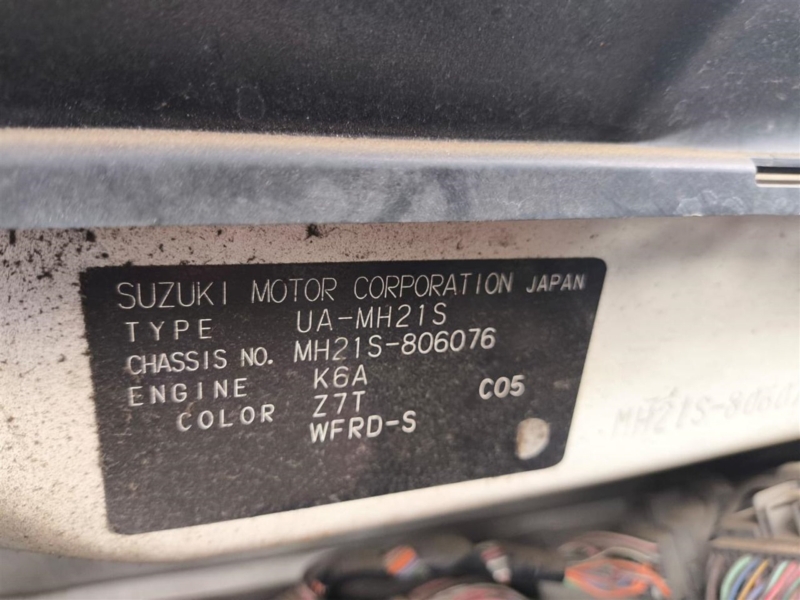 SUZUKI MOTOR CORPORATION JAPAN
TYPE UA-MH21S
CHASSIS NO. MH21S-806076
ENGINE K6A
COLOR Z7T C05
WFRD-S